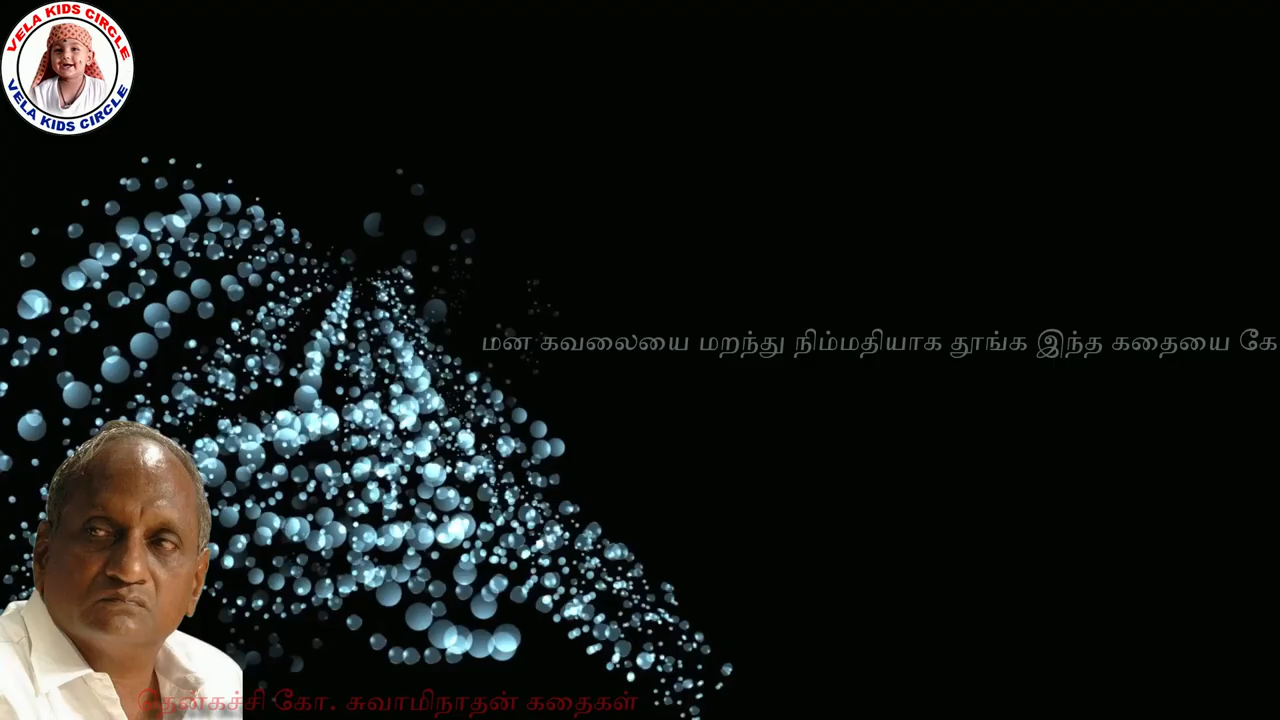 VELA KIDS CIRCLE
VELA KIDS CIRCLE
மன கவலையை மறந்து நிம்மதியாக தூங்க இந்த கதையை கே
தென்கச்சி கோ. சுவாமிநாதன் கதைகள்